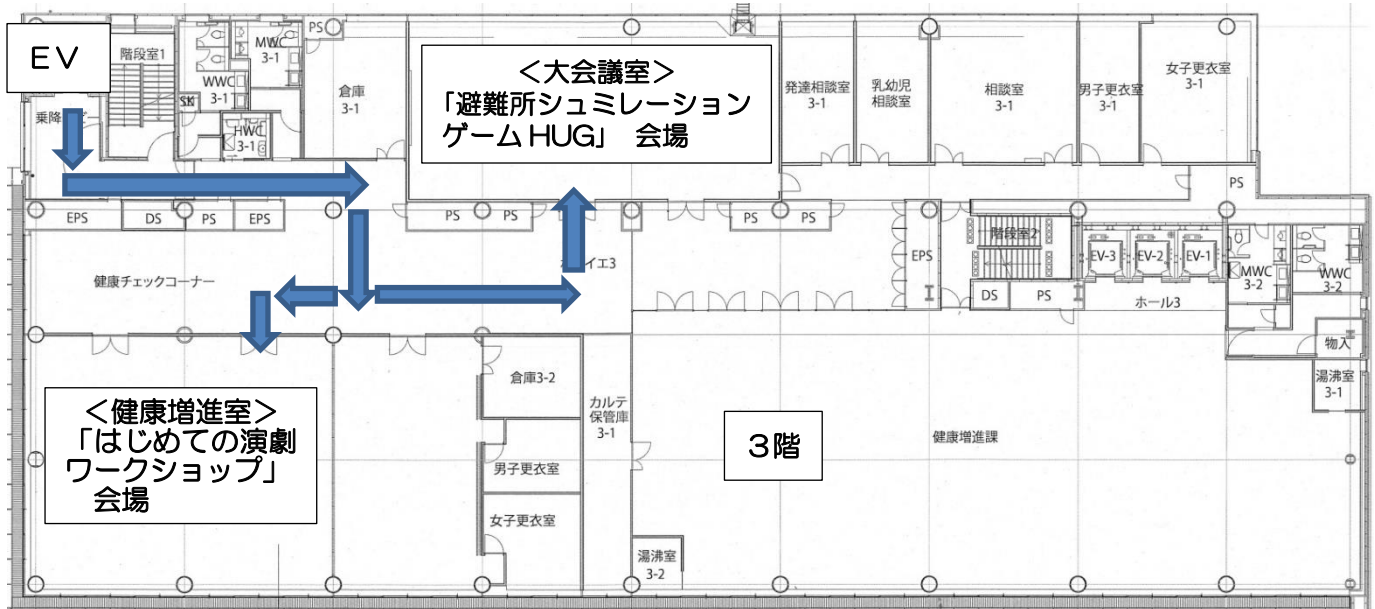 EV
階段室1
乗降
WWC
3-1
MWC
3-1
SK
HWC
3-1
PS
倉庫
3-1
＜大会議室＞
「避難所シュミレーション
ゲームHUG」 会場
発達相談室
3-1
乳幼児
相談室
相談室
3-1
男子更衣室
3-1
女子更衣室
3-1
PS
EPS
DS
PS
EPS
PS
PS
PS
PS
EPS
階段室2
DS
PS
EV-3
EV-2
EV-1
ホール3
MWC
3-2
WWC
3-2
物入
湯沸室
3-1
健康チェックコーナー
イエ3
＜健康増進室＞
「はじめての演劇
ワークショップ」
会場
倉庫3-2
男子更衣室
女子更衣室
カルテ
保管庫
3-1
湯沸室
3-2
３階
健康増進課